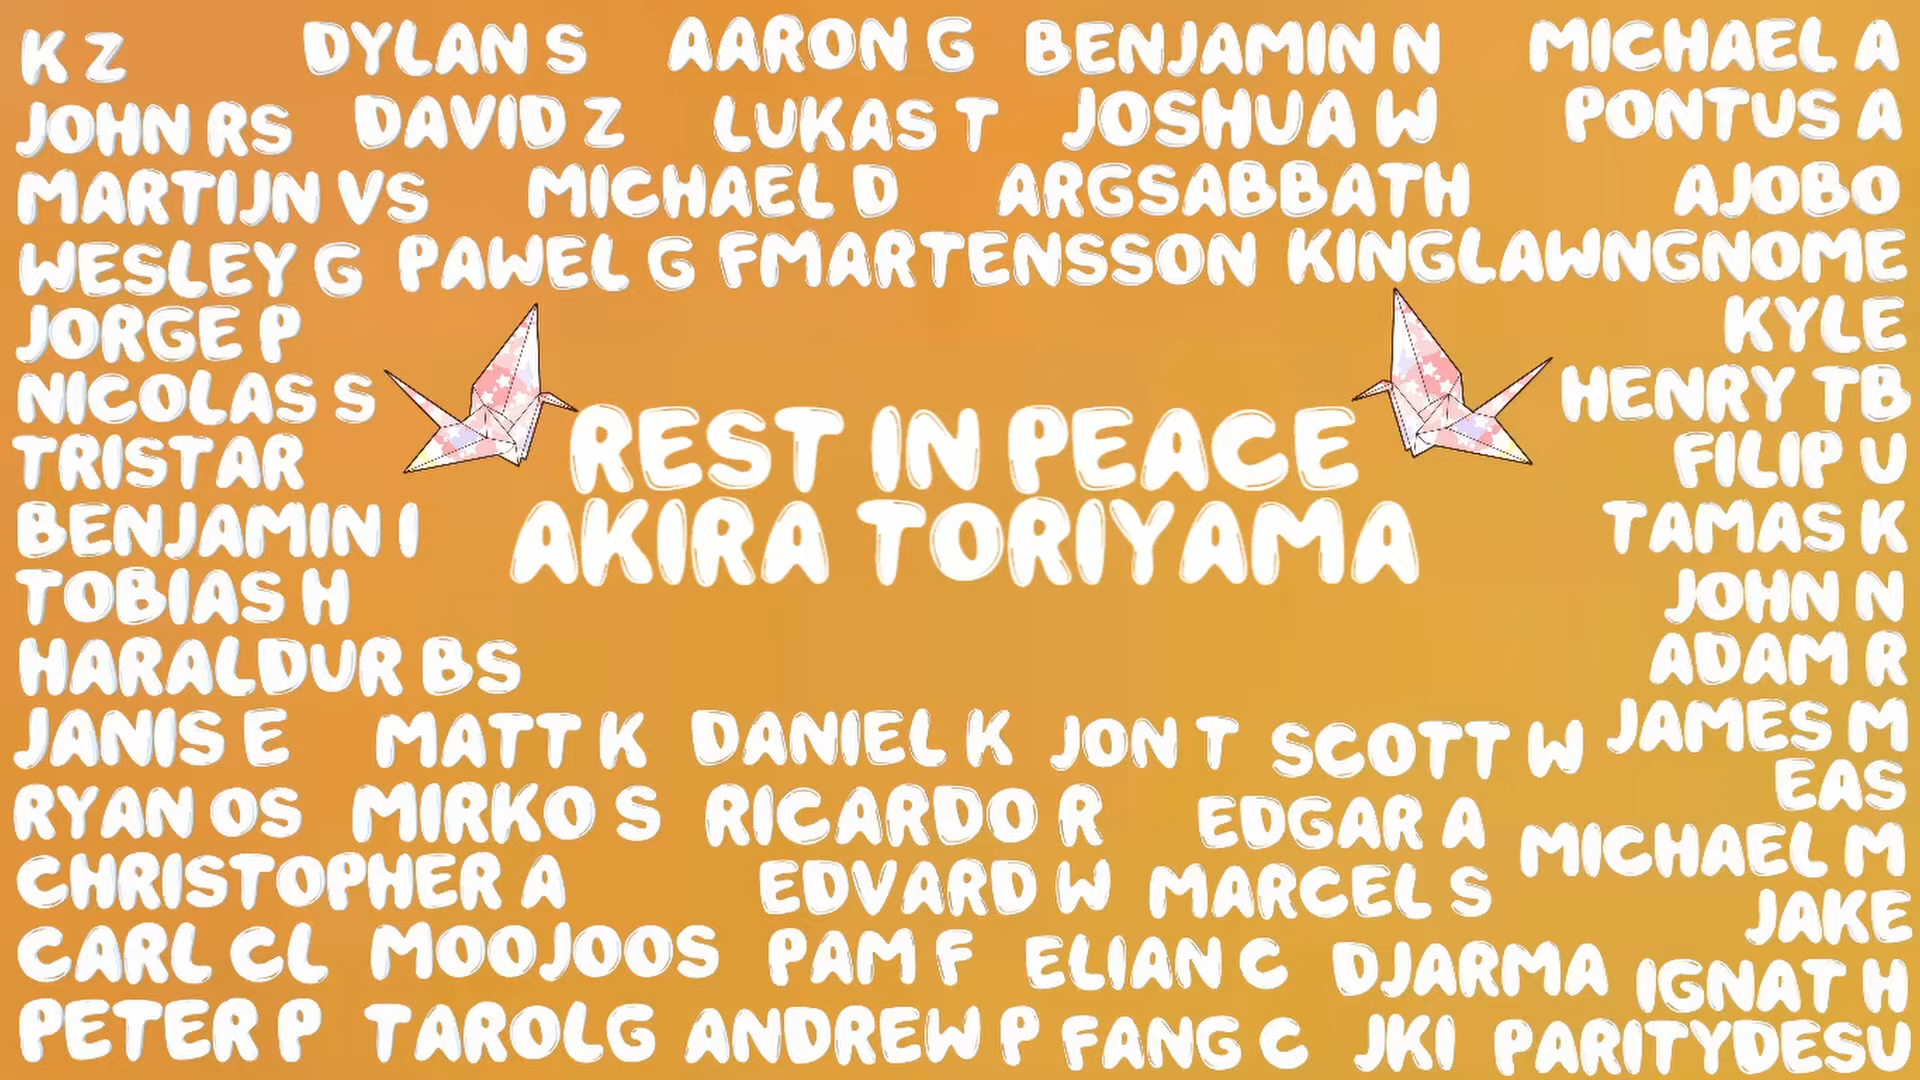 K Z DYLAN S AARON G BENJAMIN N MICHAEL A
JOHN RS DAVID Z LUKAS T JOSHUA W PONTUS A
MARTIJN VS MICHAEL D ARGSABBATH AJOBO
WESLEY G PAWEL G FMARTENSSON KINGLAWNGNOME
JORGE P KYLE
NICOLAS S HENRY TB
REST IN PEACE
TRISTAR FILIP U
AKIRA TORIYAMA
BENJAMIN I TAMAS K
TOBIAS H JOHN N
HARALDUR BS ADAM R
JANIS E MATT K DANIEL K JON T SCOTT W JAMES M
EAS
RYAN OS MIRKO S RICARDO R EDGAR A MICHAEL M
CHRISTOPHER A EDVARD W MARCEL S JAKE
CARL CL MOOJOOS PAM F ELIAN C DJARMA IGNAT H
PETER P TAROLG ANDREW P FANG C JKI PARITYDESU